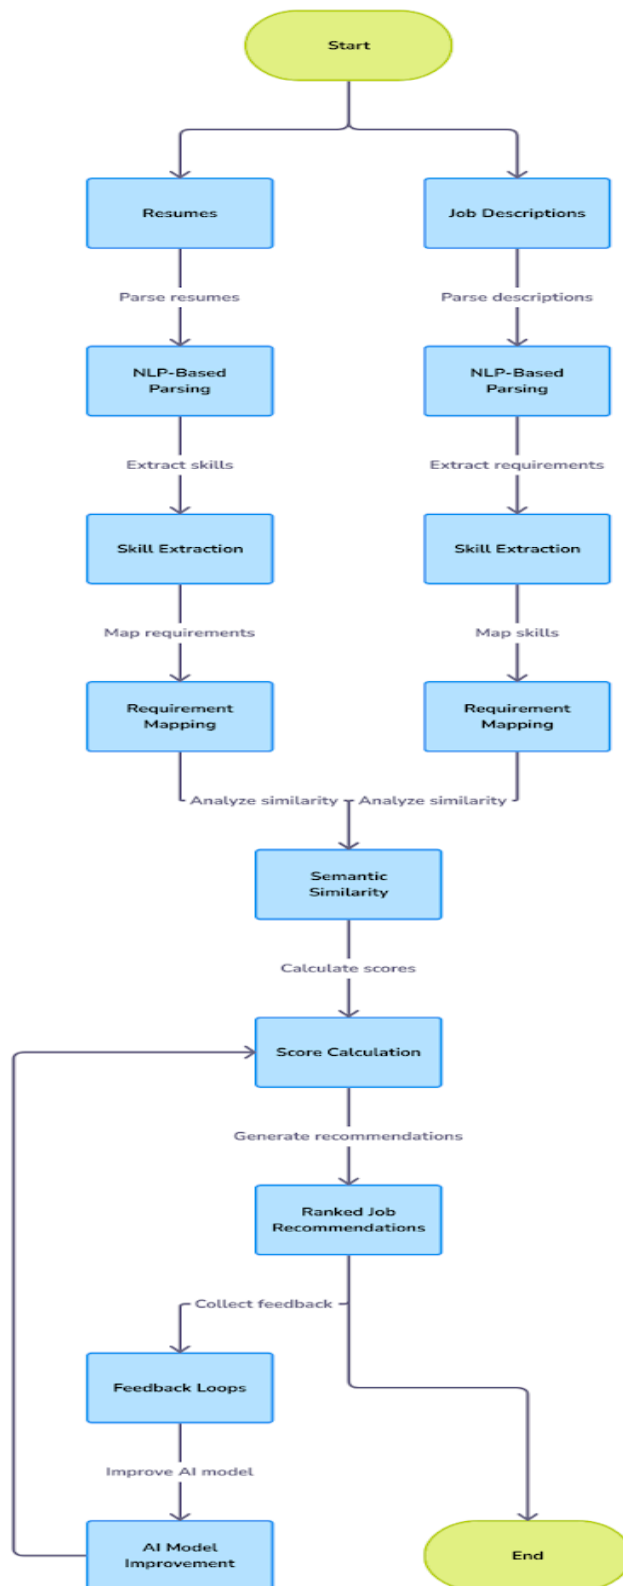 Start
Resumes
Job Descriptions
Parse resumes
Parse descriptions
NLP-Based
Parsing
NLP-Based
Parsing
Extract skills
Extract requirements
Skill Extraction
Skill Extraction
Map requirements
Map skills
Requirement
Mapping
Requirement
Mapping
Analyze similarity
Analyze similarity
Semantic
Similarity
Calculate scores
Score Calculation
Generate recommendations
Ranked Job
Recommendations
Collect feedback
Feedback Loops
Improve AI model
AI Model
Improvement
End